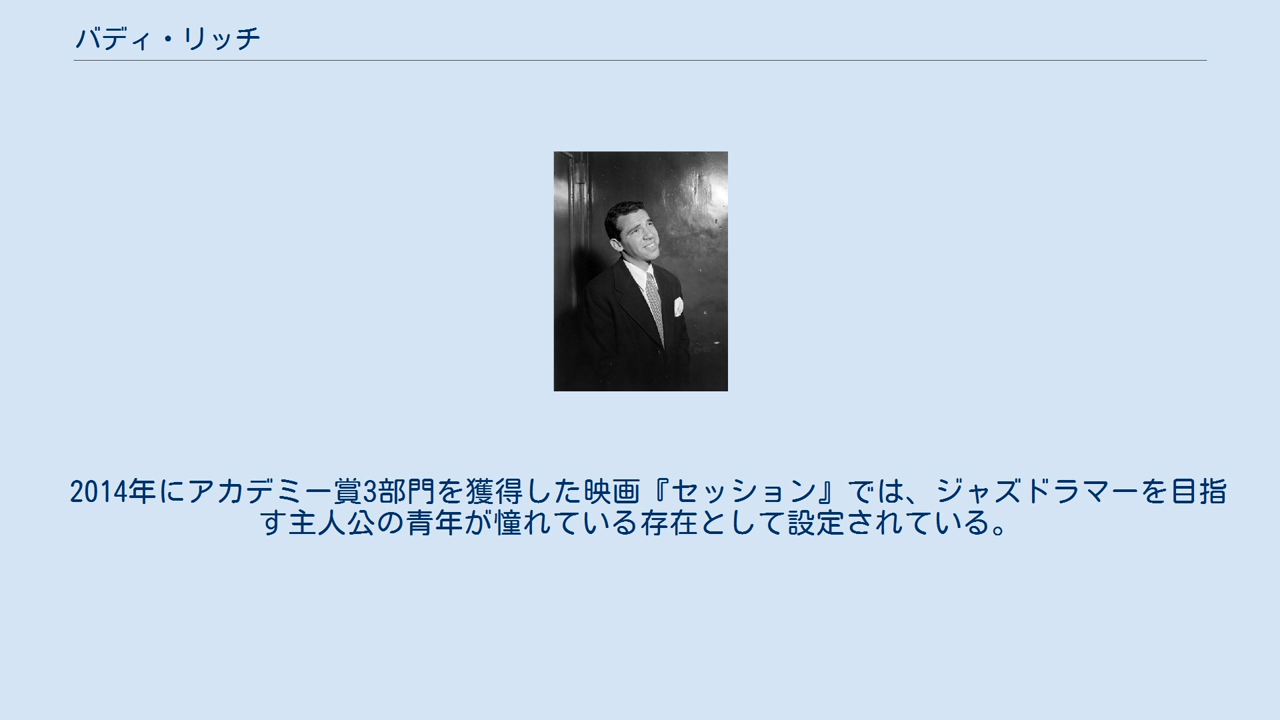 バディ・リッチ
2014年にアカデミー賞3部門を獲得した映画『セッション』では、ジャズドラマーを目指
す主人公の青年が憧れている存在として設定されている。